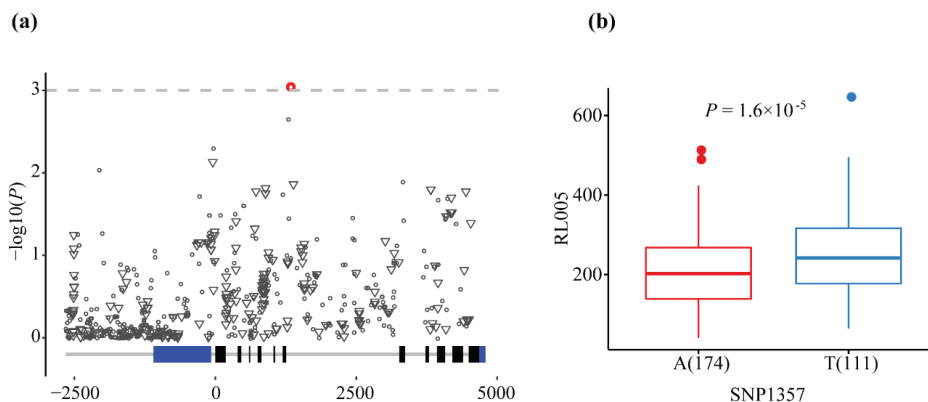 (a)
(b)
−log10(P)
3
2
1
0
−2500
0
2500
5000
RL005
600
400
200
P = 1.6×10⁻⁵
A(174)
T(111)
SNP1357